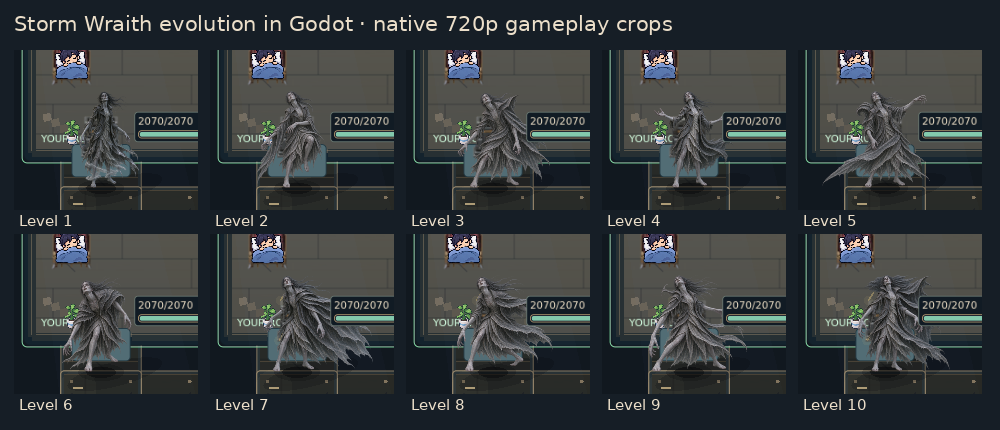 Storm Wraith evolution in Godot · native 720p gameplay crops
2070/2070
2070/2070
2070/2070
2070/2070
2070/2070
Level 1
Level 2
Level 3
Level 4
Level 5
2070/2070
2070/2070
2070/2070
2070/2070
2070/2070
Level 6
Level 7
Level 8
Level 9
Level 10